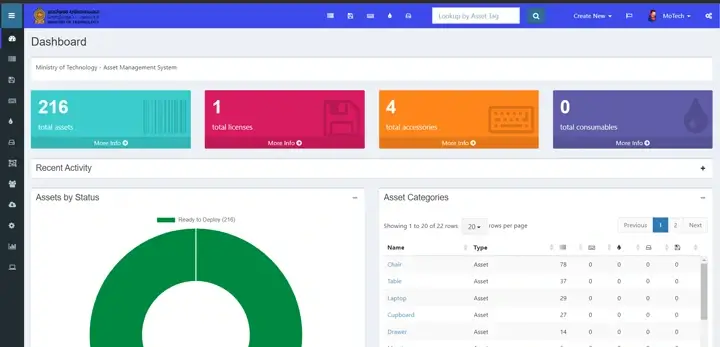 MINISTRY OF TECHNOLOGY
Lookup by Asset Tag
Create New
MoTech
Dashboard
Ministry of Technology - Asset Management System
216
total assets
More Info
1
total licenses
More Info
4
total accessories
More Info
0
total consumables
More Info
Recent Activity
Assets by Status
Ready to Deploy (216)
Asset Categories
Showing 1 to 20 of 22 rows 20 rows per page
Previous 1 2 Next
Name Type
Chair Asset 78 0 0 0 0
Table Asset 37 0 0 0 0
Laptop Asset 29 0 0 0 0
Cupboard Asset 27 0 0 0 0
Drawer Asset 14 0 0 0 0